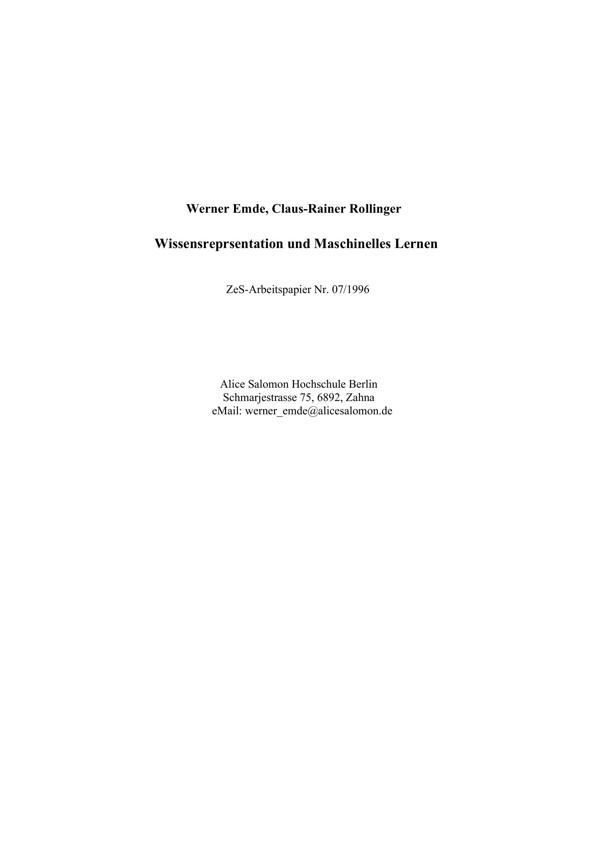 Werner Emde, Claus-Rainer Rollinger
Wissensreprsentation und Maschinelles Lernen
ZeS-Arbeitspapier Nr. 07/1996
Alice Salomon Hochschule Berlin
Schmarjestrasse 75, 6892, Zahna
eMail: werner_emde@alicesalomon.de